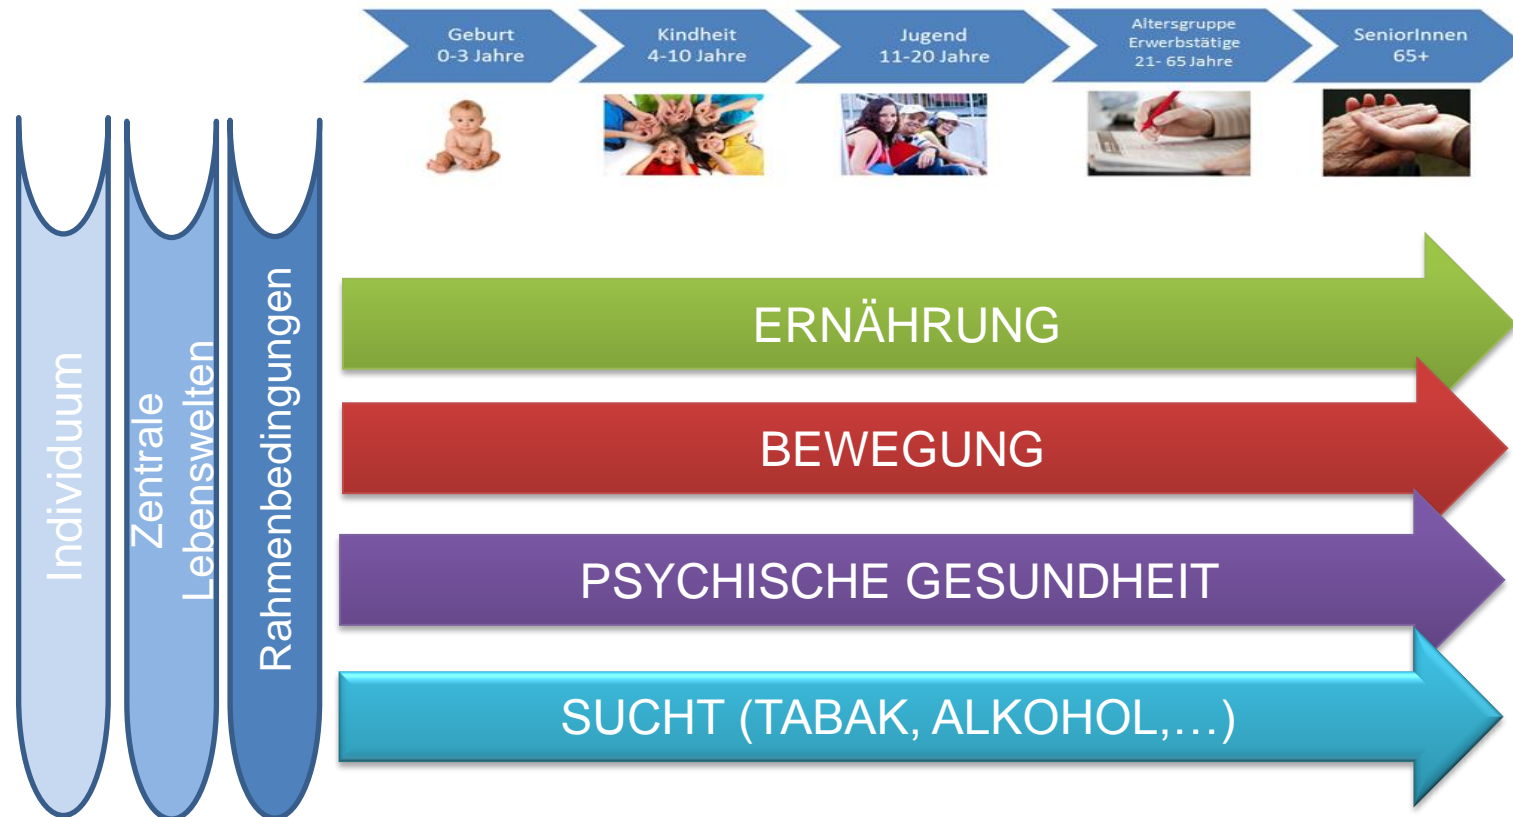 Geburt
0-3 Jahre
Kindheit
4-10 Jahre
Jugend
11-20 Jahre
Altersgruppe
Erwerbstätige
21- 65 Jahre
SeniorInnen
65+
Individuum
Zentrale
Lebenswelten
Rahmenbedingungen
ERNÄHRUNG
BEWEGUNG
PSYCHISCHE GESUNDHEIT
SUCHT (TABAK, ALKOHOL,…)